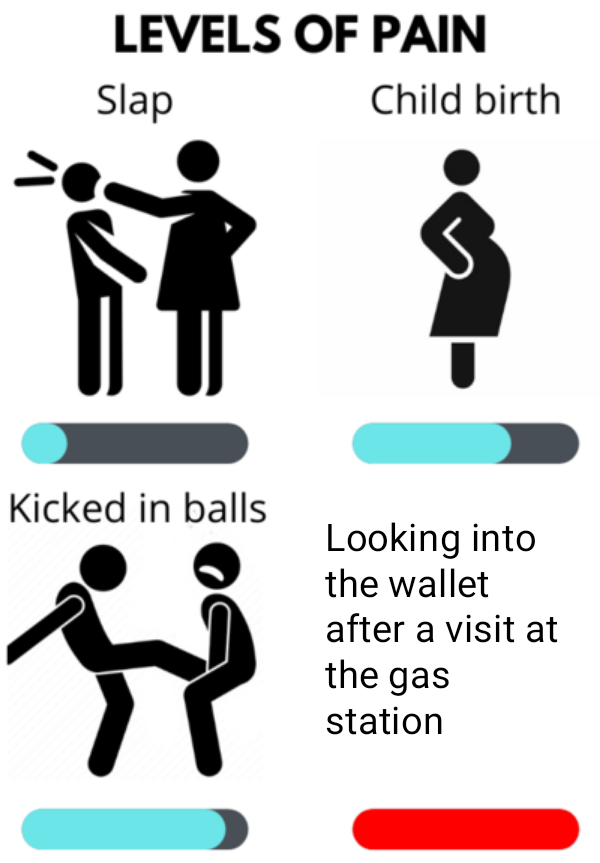 LEVELS OF PAIN
Slap
Child birth
Kicked in balls
Looking into
the wallet
after a visit at
the gas
station